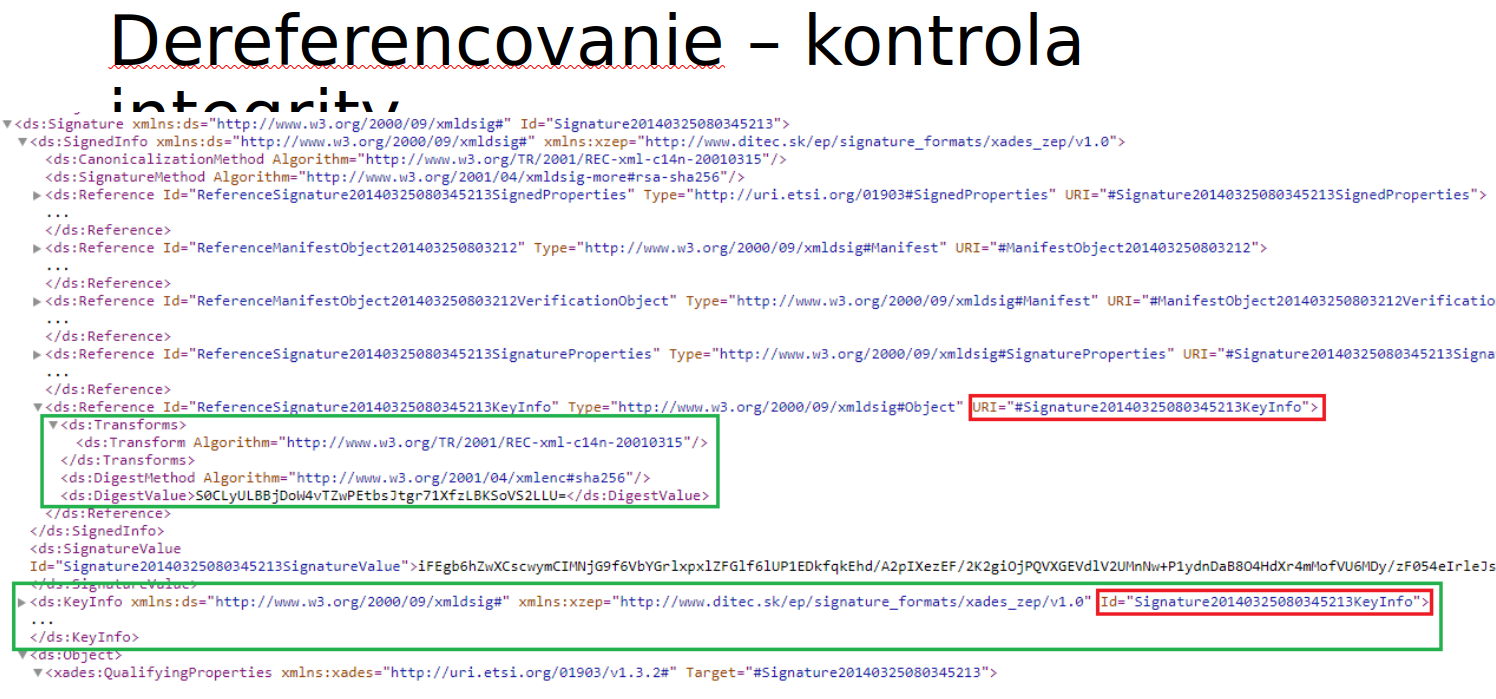 Dereferencovanie – kontrola
integrity
▼<ds:Signature xmlns:ds="http://www.w3.org/2000/09/xmldsig#" Id="Signature20140325080345213">
▼<ds:SignedInfo xmlns:ds="http://www.w3.org/2000/09/xmldsig#" xmlns:xzep="http://www.ditec.sk/ep/signature_formats/xades_zep/v1.0">
<ds:CanonicalizationMethod Algorithm="http://www.w3.org/TR/2001/REC-xml-c14n-20010315"/>
<ds:SignatureMethod Algorithm="http://www.w3.org/2001/04/xmldsig-more#rsa-sha256"/>
▶<ds:Reference Id="ReferenceSignature20140325080345213SignedProperties" Type="http://uri.etsi.org/01903#SignedProperties" URI="#Signature20140325080345213SignedProperties">
...
</ds:Reference>
▶<ds:Reference Id="ReferenceManifestObject201403250803212" Type="http://www.w3.org/2000/09/xmldsig#Manifest" URI="#ManifestObject201403250803212">
...
</ds:Reference>
▶<ds:Reference Id="ReferenceManifestObject201403250803212VerificationObject" Type="http://www.w3.org/2000/09/xmldsig#Manifest" URI="#ManifestObject201403250803212Verificatio
...
</ds:Reference>
▶<ds:Reference Id="ReferenceSignature20140325080345213SignatureProperties" Type="http://www.w3.org/2000/09/xmldsig#SignatureProperties" URI="#Signature20140325080345213Signa
...
</ds:Reference>
▼<ds:Reference Id="ReferenceSignature20140325080345213KeyInfo" Type="http://www.w3.org/2000/09/xmldsig#Object" URI="#Signature20140325080345213KeyInfo">
▼<ds:Transforms>
<ds:Transform Algorithm="http://www.w3.org/TR/2001/REC-xml-c14n-20010315"/>
</ds:Transforms>
<ds:DigestMethod Algorithm="http://www.w3.org/2001/04/xmlenc#sha256"/>
<ds:DigestValue>S0CLyULBBjDoW4vTZwPEtbsJtgr71XfzLBKSoVS2LLU=</ds:DigestValue>
</ds:Reference>
</ds:SignedInfo>
<ds:SignatureValue
Id="Signature20140325080345213SignatureValue">iFEgb6hZwXCscwymCIMNjG9f6VbYGrlxpxlZFGlf6lUP1EDkfqkEhd/A2pIXezEF/2K2giOjPQVXGEVdlV2UMnNw+P1ydnDaB8O4HdXr4mMofVU6MDy/zF054eIrleJs
</ds:SignatureValue>
▶<ds:KeyInfo xmlns:ds="http://www.w3.org/2000/09/xmldsig#" xmlns:xzep="http://www.ditec.sk/ep/signature_formats/xades_zep/v1.0" Id="Signature20140325080345213KeyInfo">
...
</ds:KeyInfo>
▼<ds:Object>
▼<xades:QualifyingProperties xmlns:xades="http://uri.etsi.org/01903/v1.3.2#" Target="#Signature20140325080345213">